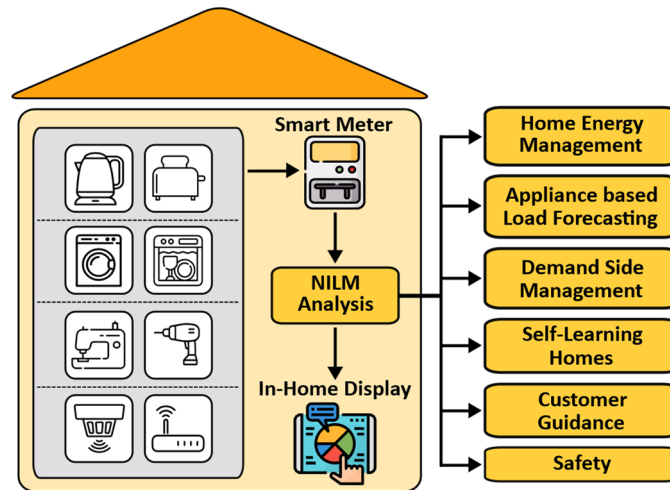 Smart Meter
NILM
Analysis
In-Home Display
Home Energy
Management
Appliance based
Load Forecasting
Demand Side
Management
Self-Learning
Homes
Customer
Guidance
Safety